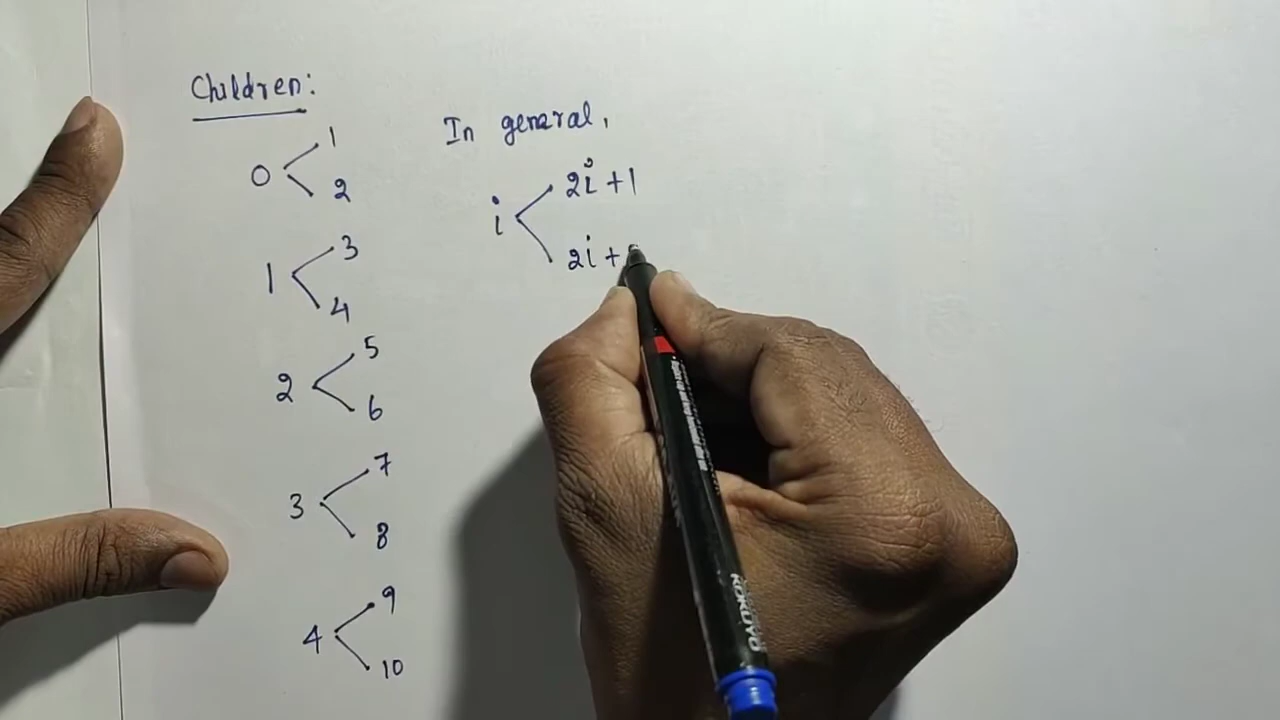 Children:
0 1
2
1 3
4
2 5
6
3 7
8
4 9
10
In general,
i 2i+1
2i+
KOKUYO